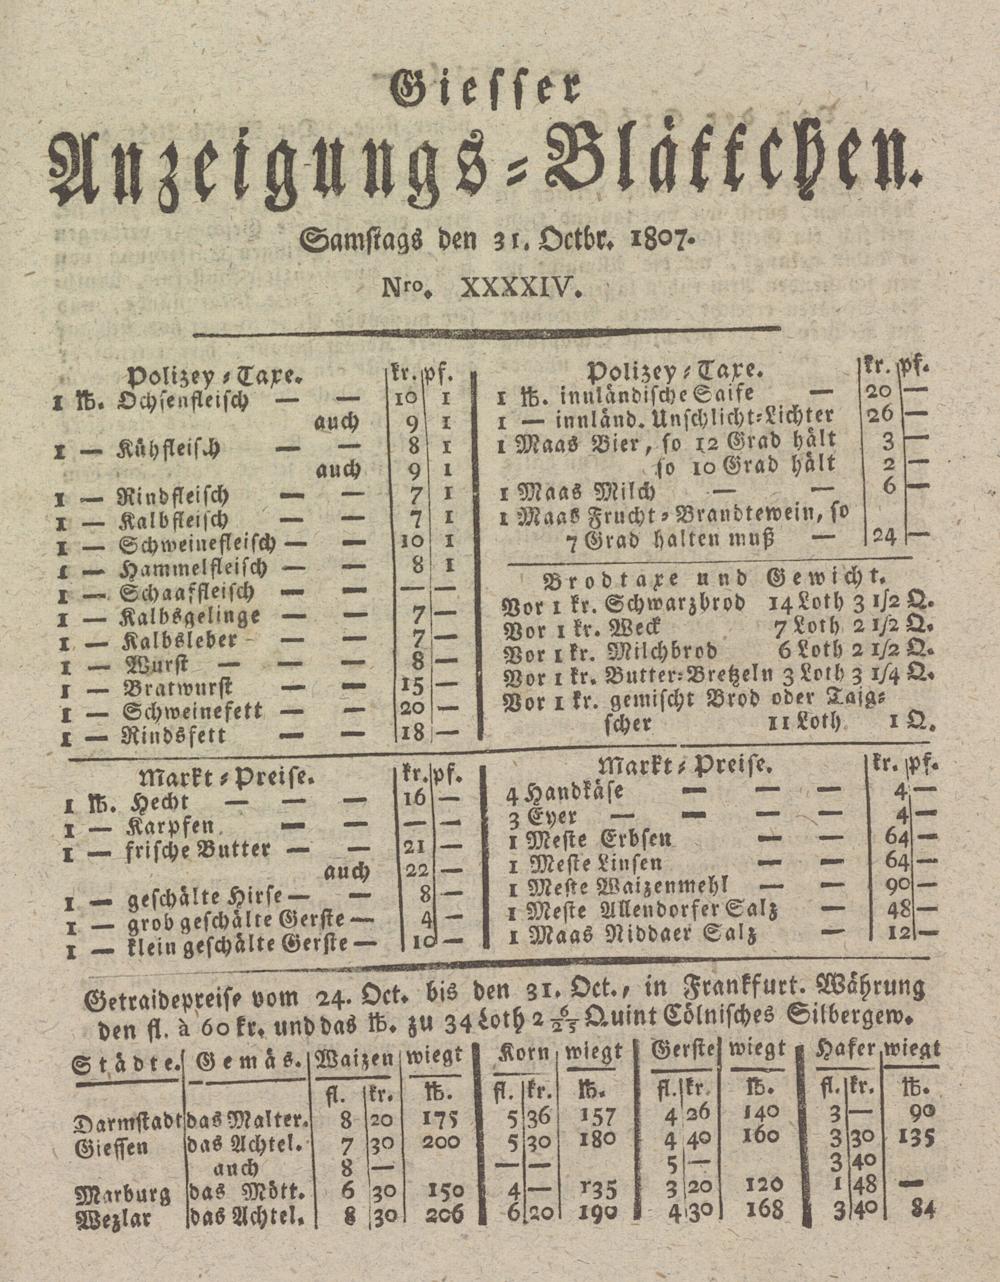 Giesser
Anzeigungs-Blättchen.
Samstags den 31. Octbr. 1807.
Nro. XXXXIV.
Polizey-Taxe. kr. pf.
1 ℔. Ochsenfleisch — — 10 1
auch 9 1
1 — Kühfleisch — — 8 1
auch 9 1
1 — Rindfleisch — — 7 1
1 — Kalbfleisch — — 7 1
1 — Schweinefleisch — — 10 1
1 — Hammelfleisch — — 8 1
1 — Schaaffleisch — — — —
1 — Kalbsgelinge — — 7 —
1 — Kalbsleber — — 7 —
1 — Wurst — — — 8 —
1 — Bratwurst — — 15 —
1 — Schweinefett — — 20 —
1 — Rindsfett — — 18 —
Polizey-Taxe. kr. pf.
1 ℔. innländische Saife — 20 —
1 — innländ. Unschlicht-Lichter 26 —
1 Maas Bier, so 12 Grad hält 3 —
so 10 Grad hält 2 —
1 Maas Milch — — 6 —
1 Maas Frucht-Brandtewein, so
7 Grad halten muß — 24 —
Brodtaxe und Gewicht.
Vor 1 kr. Schwarzbrod 14 Loth 3 1/2 Q.
Vor 1 kr. Weck 7 Loth 2 1/2 Q.
Vor 1 kr. Milchbrod 6 Loth 2 1/2 Q.
Vor 1 kr. Butter-Bretzeln 3 Loth 3 1/4 Q.
Vor 1 kr. gemischt Brod oder Taig-
scher 11 Loth 1 Q.
Markt-Preise. kr. pf.
1 ℔. Hecht — — — 16 —
1 — Karpfen — — — —
1 — frische Butter — — 21 —
auch 22 —
1 — geschälte Hirse — — 8 —
1 — grob geschälte Gerste — 4 —
1 — klein geschälte Gerste — 10 —
Markt-Preise. kr. pf.
4 Handkäse — — — 4 —
3 Eyer — — — — 4 —
1 Meste Erbsen — — 64 —
1 Meste Linsen — — 64 —
1 Meste Waizenmehl — — 90 —
1 Meste Allendorfer Salz — 48 —
1 Maas Niddaer Salz — 12 —
Getraidepreise vom 24. Oct. bis den 31. Oct., in Frankfurt. Währung
den fl. à 60 kr. und das ℔. zu 34 Loth 2 6/25 Quint Cölnisches Silbergew.
Städte. Gemäs. Waizen wiegt Korn wiegt Gerste wiegt Hafer wiegt
fl. kr. ℔. fl. kr. ℔. fl. kr. ℔. fl. kr. ℔.
Darmstadt das Malter. 8 20 175 5 36 157 4 26 140 3 — 90
Giessen das Achtel. 7 30 200 5 30 180 4 40 160 3 30 135
auch 8 — — — 5 — 3 40
Marburg das Mött. 6 30 150 4 — 135 3 20 120 1 48 —
Wezlar das Achtel. 8 30 206 6 20 190 4 30 168 3 40 84